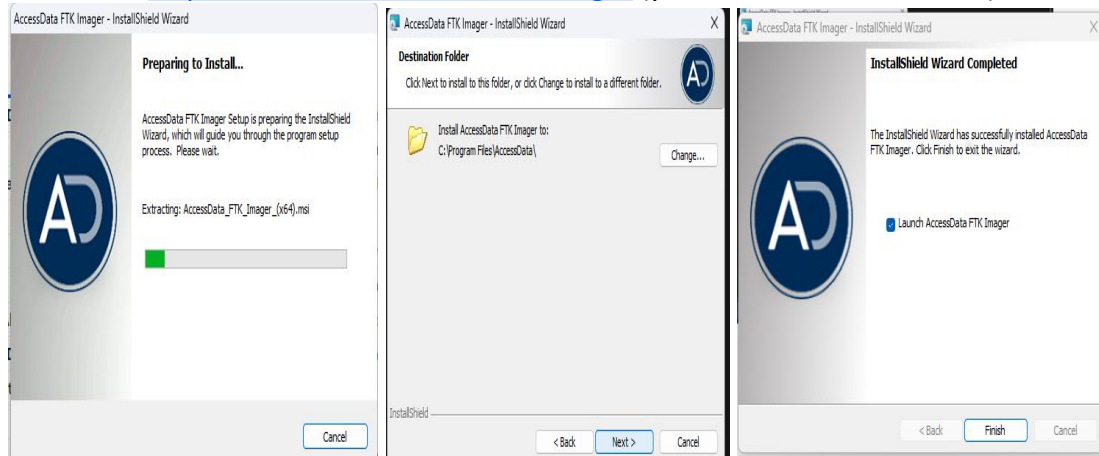 AccessData FTK Imager - InstallShield Wizard
Preparing to Install...
AccessData FTK Imager Setup is preparing the InstallShield
Wizard, which will guide you through the program setup
process. Please wait.
Extracting: AccessData_FTK_Imager_(x64).msi
AD
Cancel
AccessData FTK Imager - InstallShield Wizard
X
Destination Folder
Click Next to install to this folder, or click Change to install to a different folder.
AD
Install AccessData FTK Imager to:
C:\Program Files\AccessData\
Change...
InstallShield
< Back Next > Cancel
AccessData FTK Imager - InstallShield Wizard
X
InstallShield Wizard Completed
The InstallShield Wizard has successfully installed AccessData
FTK Imager. Click Finish to exit the wizard.
AD
Launch AccessData FTK Imager
< Back Finish Cancel